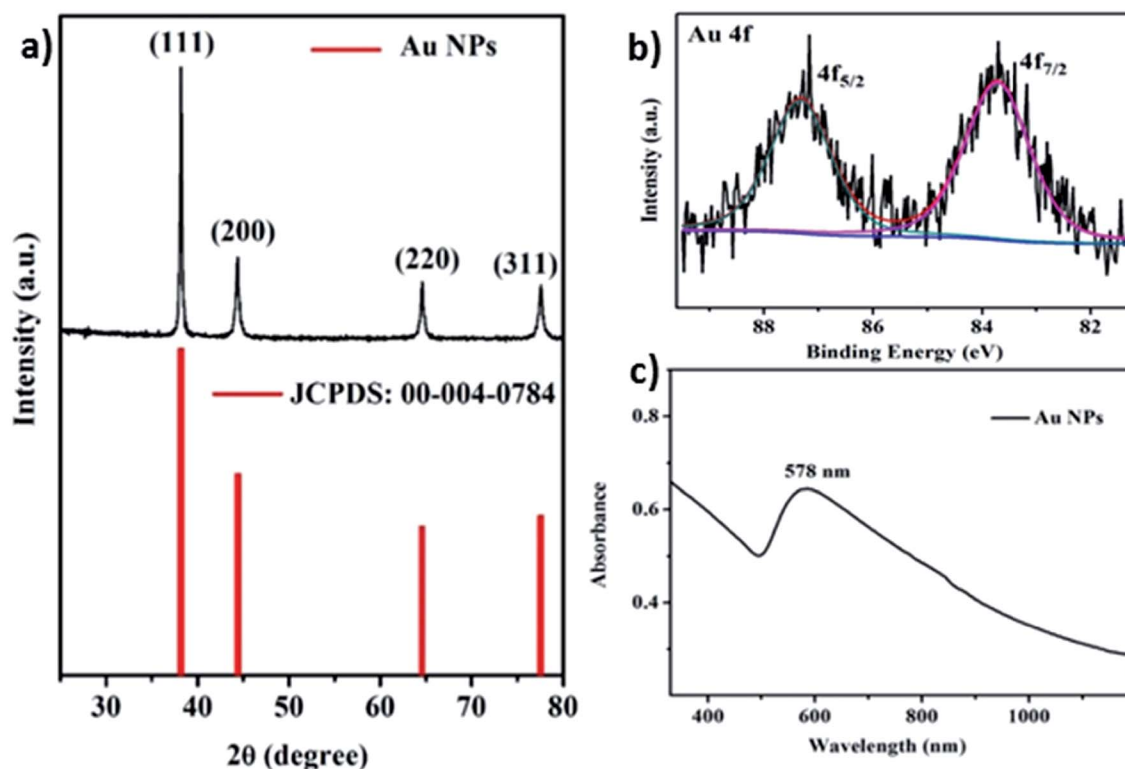 a)
(111)
Au NPs
(200)
(220)
(311)
JCPDS: 00-004-0784
Intensity (a.u.)
30 40 50 60 70 80
2θ (degree)
b)
Au 4f
4f5/2
4f7/2
Intensity (a.u.)
88 86 84 82
Binding Energy (eV)
c)
Au NPs
578 nm
0.8
0.6
0.4
Absorbance
400 600 800 1000
Wavelength (nm)